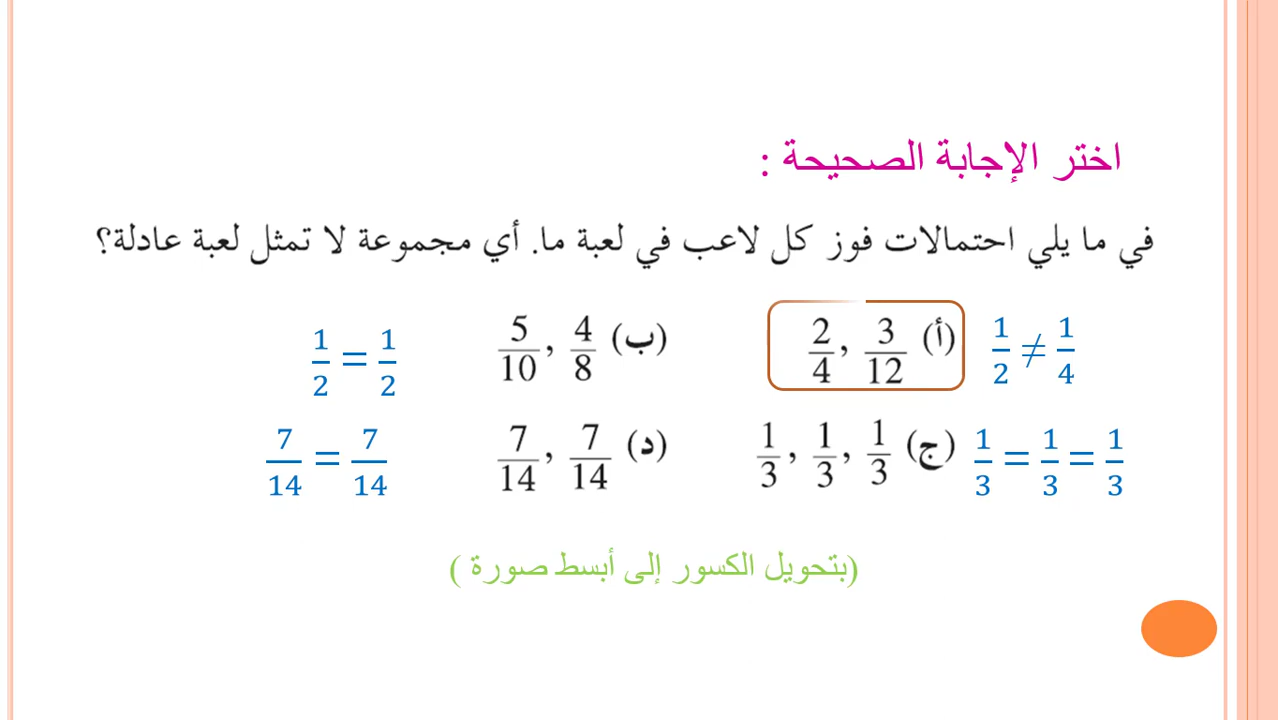 اختر الإجابة الصحيحة :
في ما يلي احتمالات فوز كل لاعب في لعبة ما. أي مجموعة لا تمثل لعبة عادلة؟
1/2 ≠ 1/4 (أ) 3/12 , 2/4 (ب) 4/8 , 5/10 1/2 = 1/2
1/3 = 1/3 = 1/3 (ج) 1/3 , 1/3 , 1/3 (د) 7/14 , 7/14 7/14 = 7/14
(بتحويل الكسور إلى أبسط صورة )